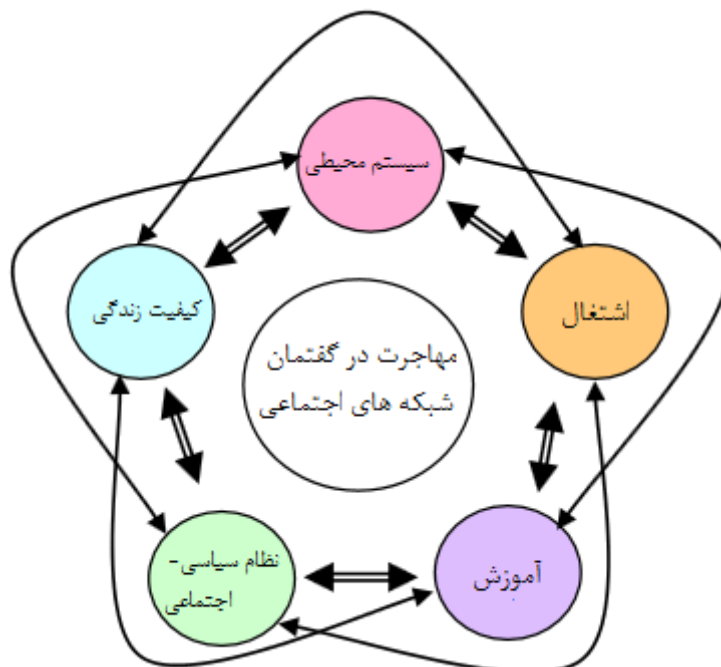 سیستم محیطی
کیفیت زندگی
اشتغال
مهاجرت در گفتمان
شبکه های اجتماعی
نظام سیاسی-
اجتماعی
آموزش